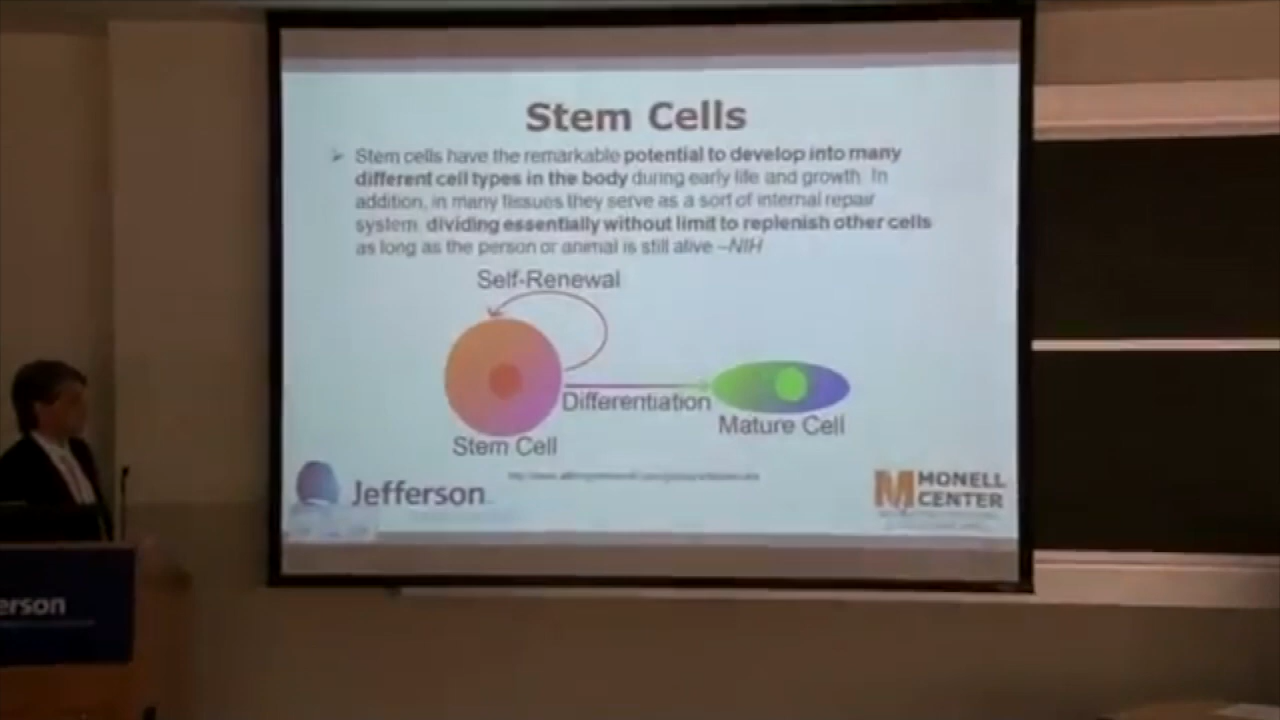 Stem Cells
Stem cells have the remarkable potential to develop into many
different cell types in the body during early life and growth. In
addition, in many tissues they serve as a sort of internal repair
system, dividing essentially without limit to replenish other cells
as long as the person or animal is still alive –NIH
Self-Renewal
Differentiation
Mature Cell
Stem Cell
Jefferson
MONELL
CENTER
erson